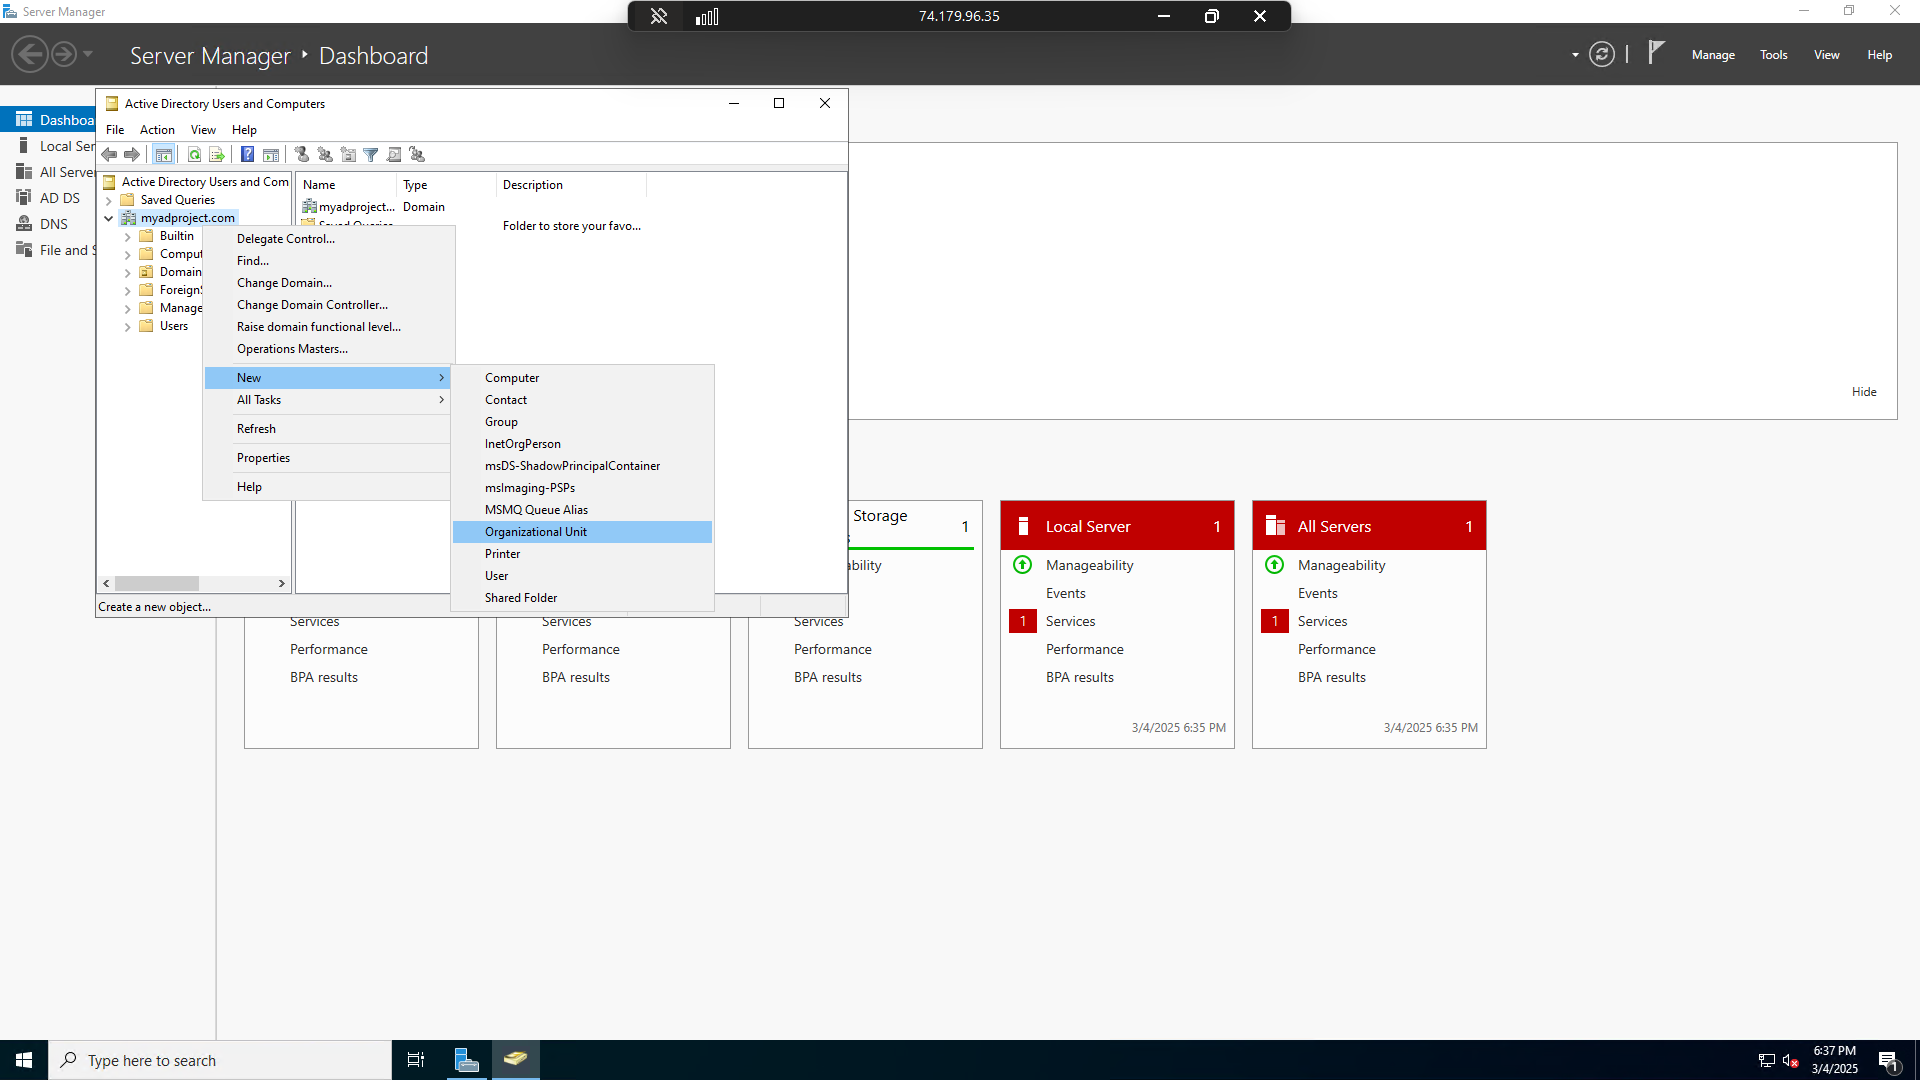 Server Manager
74.179.96.35
Server Manager ‣ Dashboard
Manage Tools View Help
Dashboa
Local Ser
All Server
AD DS
DNS
File and S
Active Directory Users and Computers
File Action View Help
Active Directory Users and Com
Saved Queries
myadproject.com
Builtin
Comput
Domain
ForeignS
Manage
Users
Name Type Description
myadproject... Domain
Saved Queries
Folder to store your favo...
Delegate Control...
Find...
Change Domain...
Change Domain Controller...
Raise domain functional level...
Operations Masters...
New
All Tasks
Refresh
Properties
Help
Computer
Contact
Group
InetOrgPerson
msDS-ShadowPrincipalContainer
msImaging-PSPs
MSMQ Queue Alias
Organizational Unit
Printer
User
Shared Folder
Create a new object...
Hide
Services
Performance
BPA results
Services
Performance
BPA results
Storage 1
s
ability
Services
Performance
BPA results
Local Server 1
Manageability
Events
1 Services
Performance
BPA results
3/4/2025 6:35 PM
All Servers 1
Manageability
Events
1 Services
Performance
BPA results
3/4/2025 6:35 PM
Type here to search
6:37 PM
3/4/2025
1